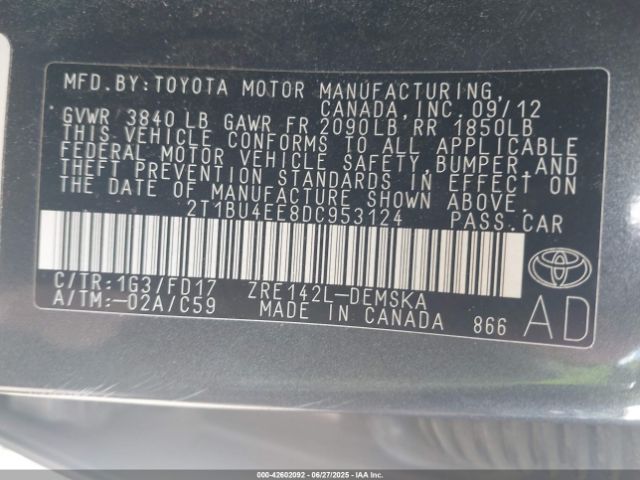 MFD. BY: TOYOTA MOTOR MANUFACTURING,
CANADA, INC. 09/12
GVWR 3840 LB GAWR FR 2090LB RR 1850LB
THIS VEHICLE CONFORMS TO ALL APPLICABLE
FEDERAL MOTOR VEHICLE SAFETY, BUMPER, AND
THEFT PREVENTION STANDARDS IN EFFECT ON
THE DATE OF MANUFACTURE SHOWN ABOVE.
2T1BU4EE8DC953124 PASS. CAR
C/TR: 1G3/FD17 ZRE142L-DEMSKA
A/TM: -02A/C59 MADE IN CANADA 866 AD
000-42602092 - 06/27/2025 - IAAI.com